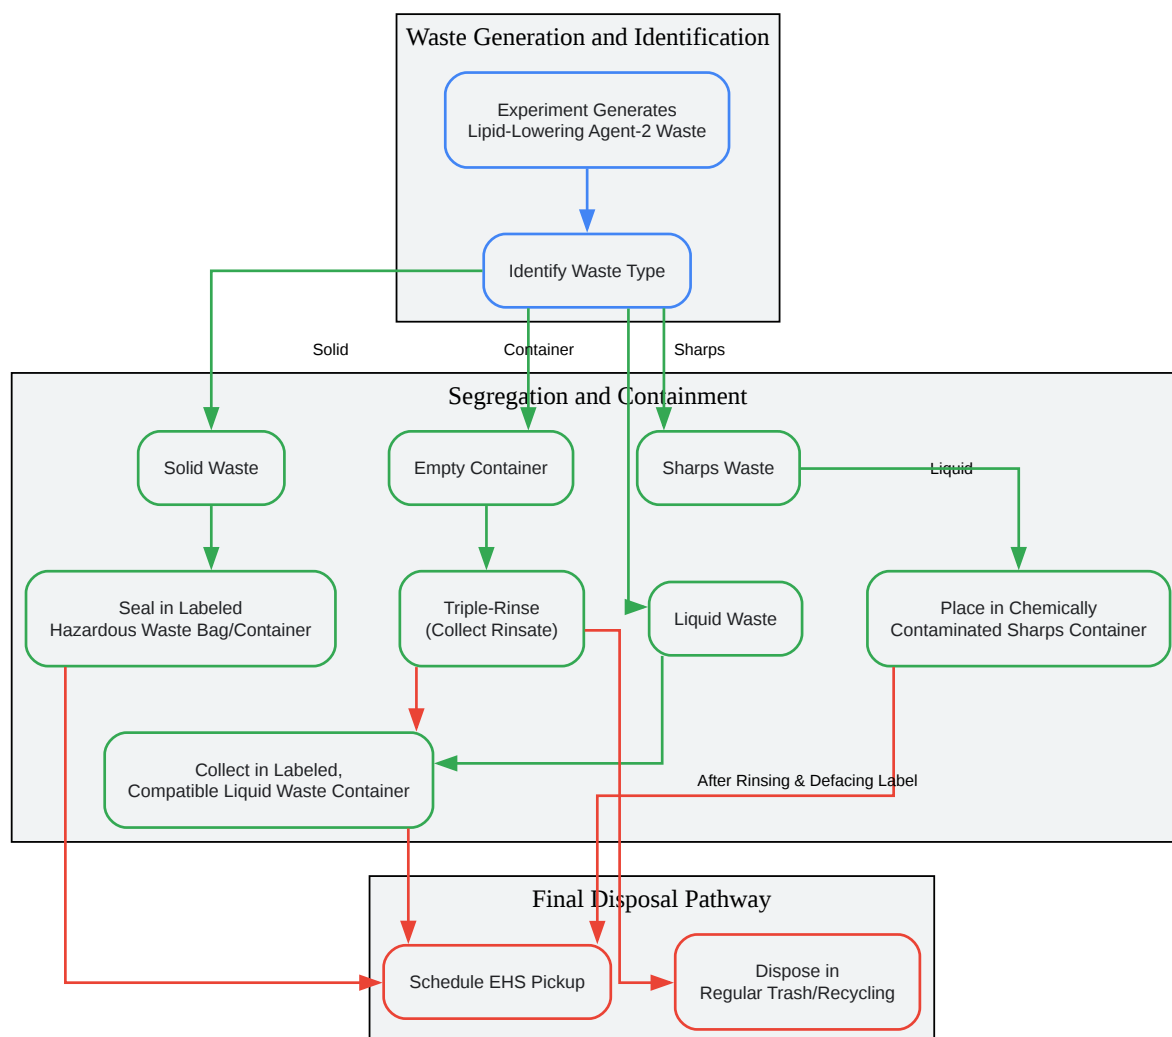 Waste Generation and Identification
Experiment Generates
Lipid-Lowering Agent-2 Waste
Identify Waste Type
Solid
Container
Sharps
Segregation and Containment
Solid Waste
Empty Container
Sharps Waste
Liquid
Seal in Labeled
Hazardous Waste Bag/Container
Triple-Rinse
(Collect Rinsate)
Liquid Waste
Place in Chemically
Contaminated Sharps Container
Collect in Labeled,
Compatible Liquid Waste Container
After Rinsing & Defacing Label
Final Disposal Pathway
Schedule EHS Pickup
Dispose in
Regular Trash/Recycling